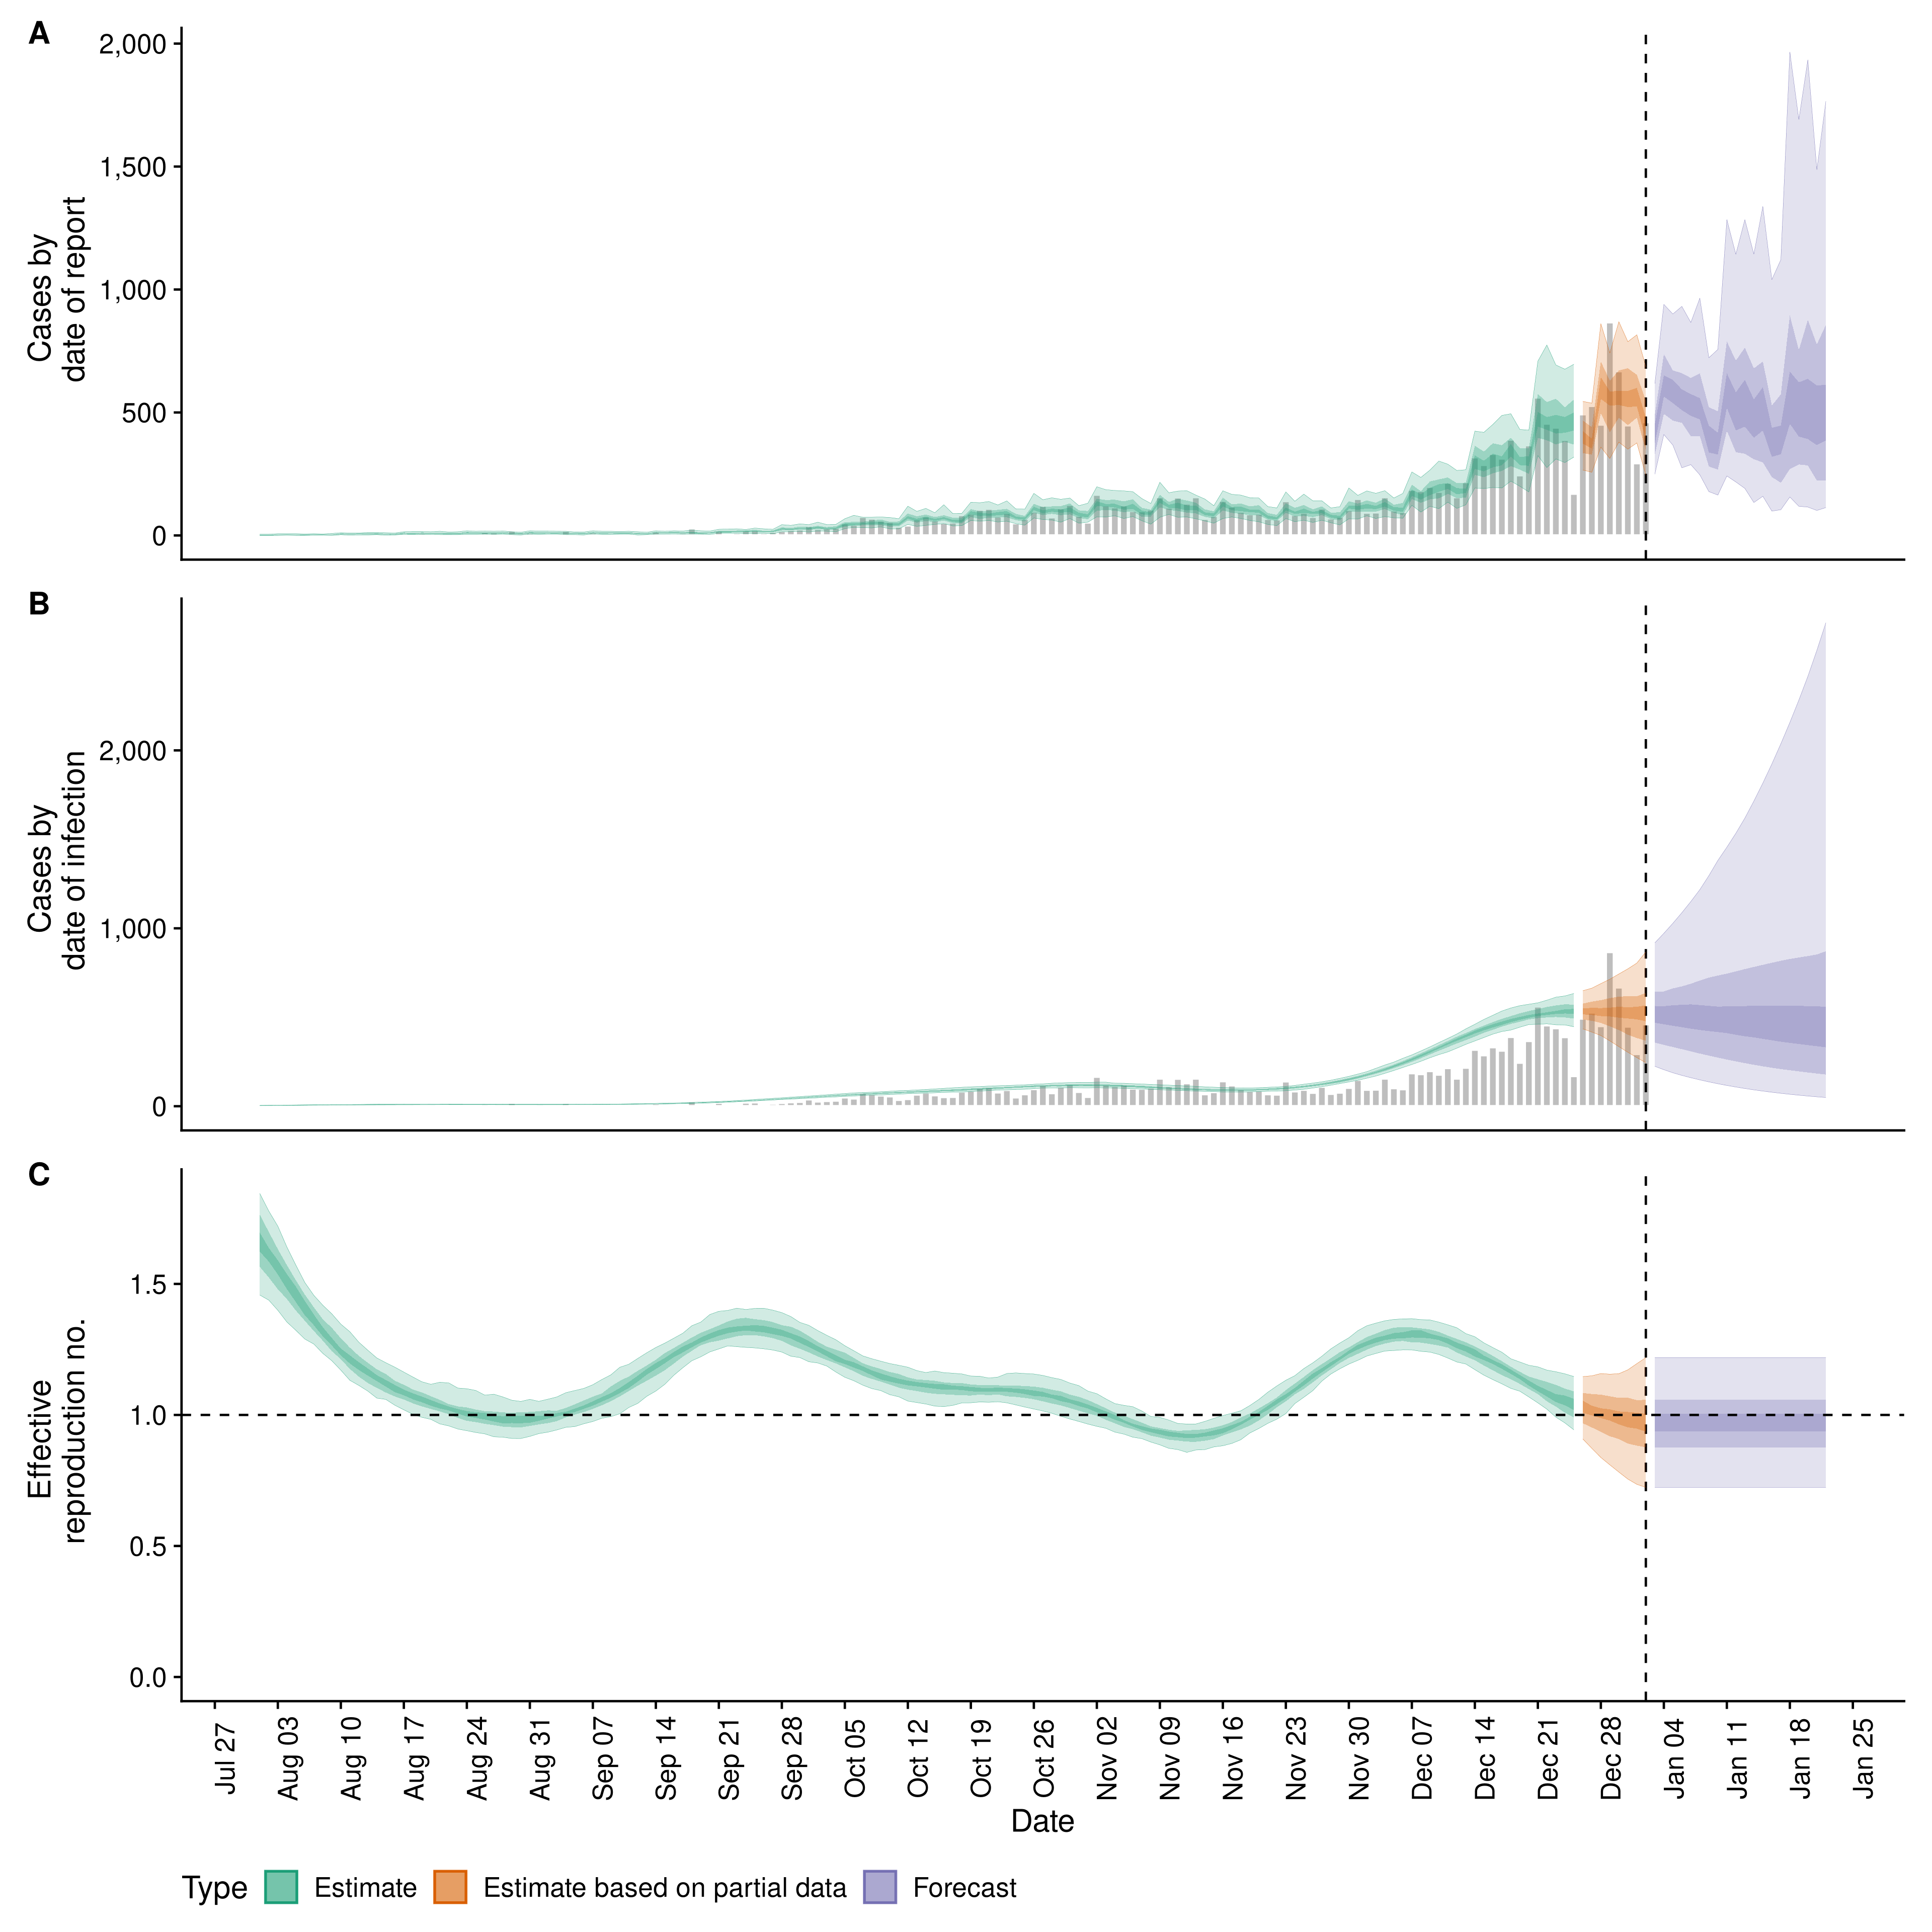 A
Cases by
date of report
2,000
1,500
1,000
500
0
B
Cases by
date of infection
2,000
1,000
0
C
Effective
reproduction no.
1.5
1.0
0.5
0.0
Jul 27
Aug 03
Aug 10
Aug 17
Aug 24
Aug 31
Sep 07
Sep 14
Sep 21
Sep 28
Oct 05
Oct 12
Oct 19
Oct 26
Nov 02
Nov 09
Nov 16
Nov 23
Nov 30
Dec 07
Dec 14
Dec 21
Dec 28
Jan 04
Jan 11
Jan 18
Jan 25
Date
Type Estimate Estimate based on partial data Forecast